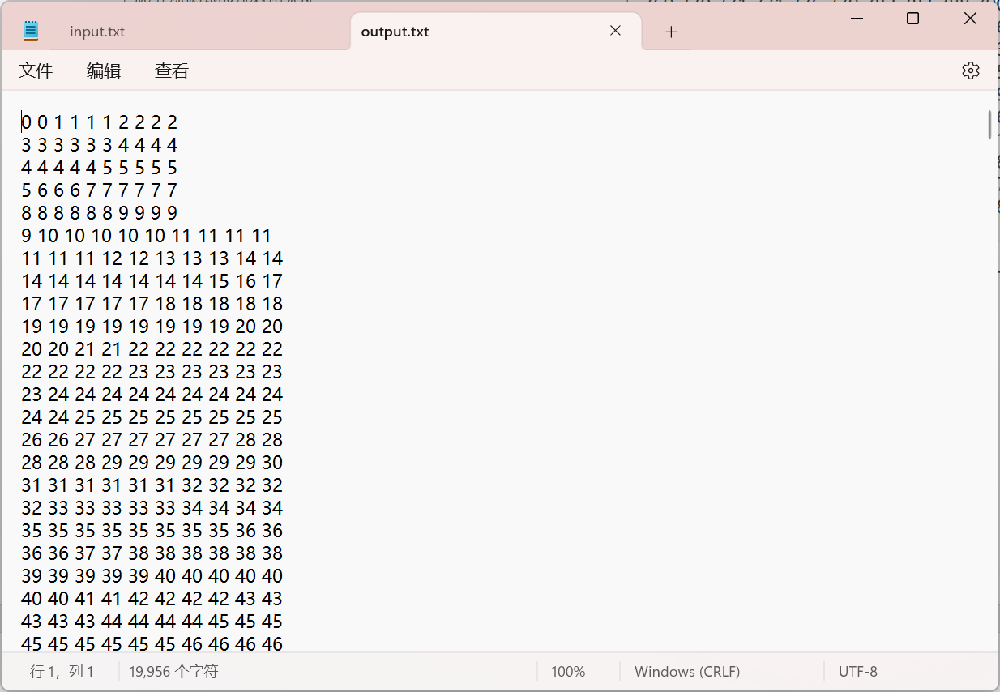 input.txt
output.txt
文件 编辑 查看
0 0 1 1 1 1 2 2 2 2
3 3 3 3 3 3 4 4 4 4
4 4 4 4 4 5 5 5 5 5
5 6 6 6 7 7 7 7 7 7
8 8 8 8 8 8 9 9 9 9
9 10 10 10 10 10 11 11 11 11
11 11 11 12 12 13 13 13 14 14
14 14 14 14 14 14 14 15 16 17
17 17 17 17 17 18 18 18 18 18
19 19 19 19 19 19 19 19 20 20
20 20 21 21 22 22 22 22 22 22
22 22 22 22 23 23 23 23 23 23
23 24 24 24 24 24 24 24 24 24
24 24 25 25 25 25 25 25 25 25
26 26 27 27 27 27 27 27 28 28
28 28 28 29 29 29 29 29 29 30
31 31 31 31 31 31 32 32 32 32
32 33 33 33 33 33 34 34 34 34
35 35 35 35 35 35 35 35 36 36
36 36 37 37 38 38 38 38 38 38
39 39 39 39 39 40 40 40 40 40
40 40 41 41 42 42 42 42 43 43
43 43 43 44 44 44 44 45 45 45
45 45 45 45 45 45 46 46 46 46
行 1，列 1 19,956 个字符 100% Windows (CRLF) UTF-8